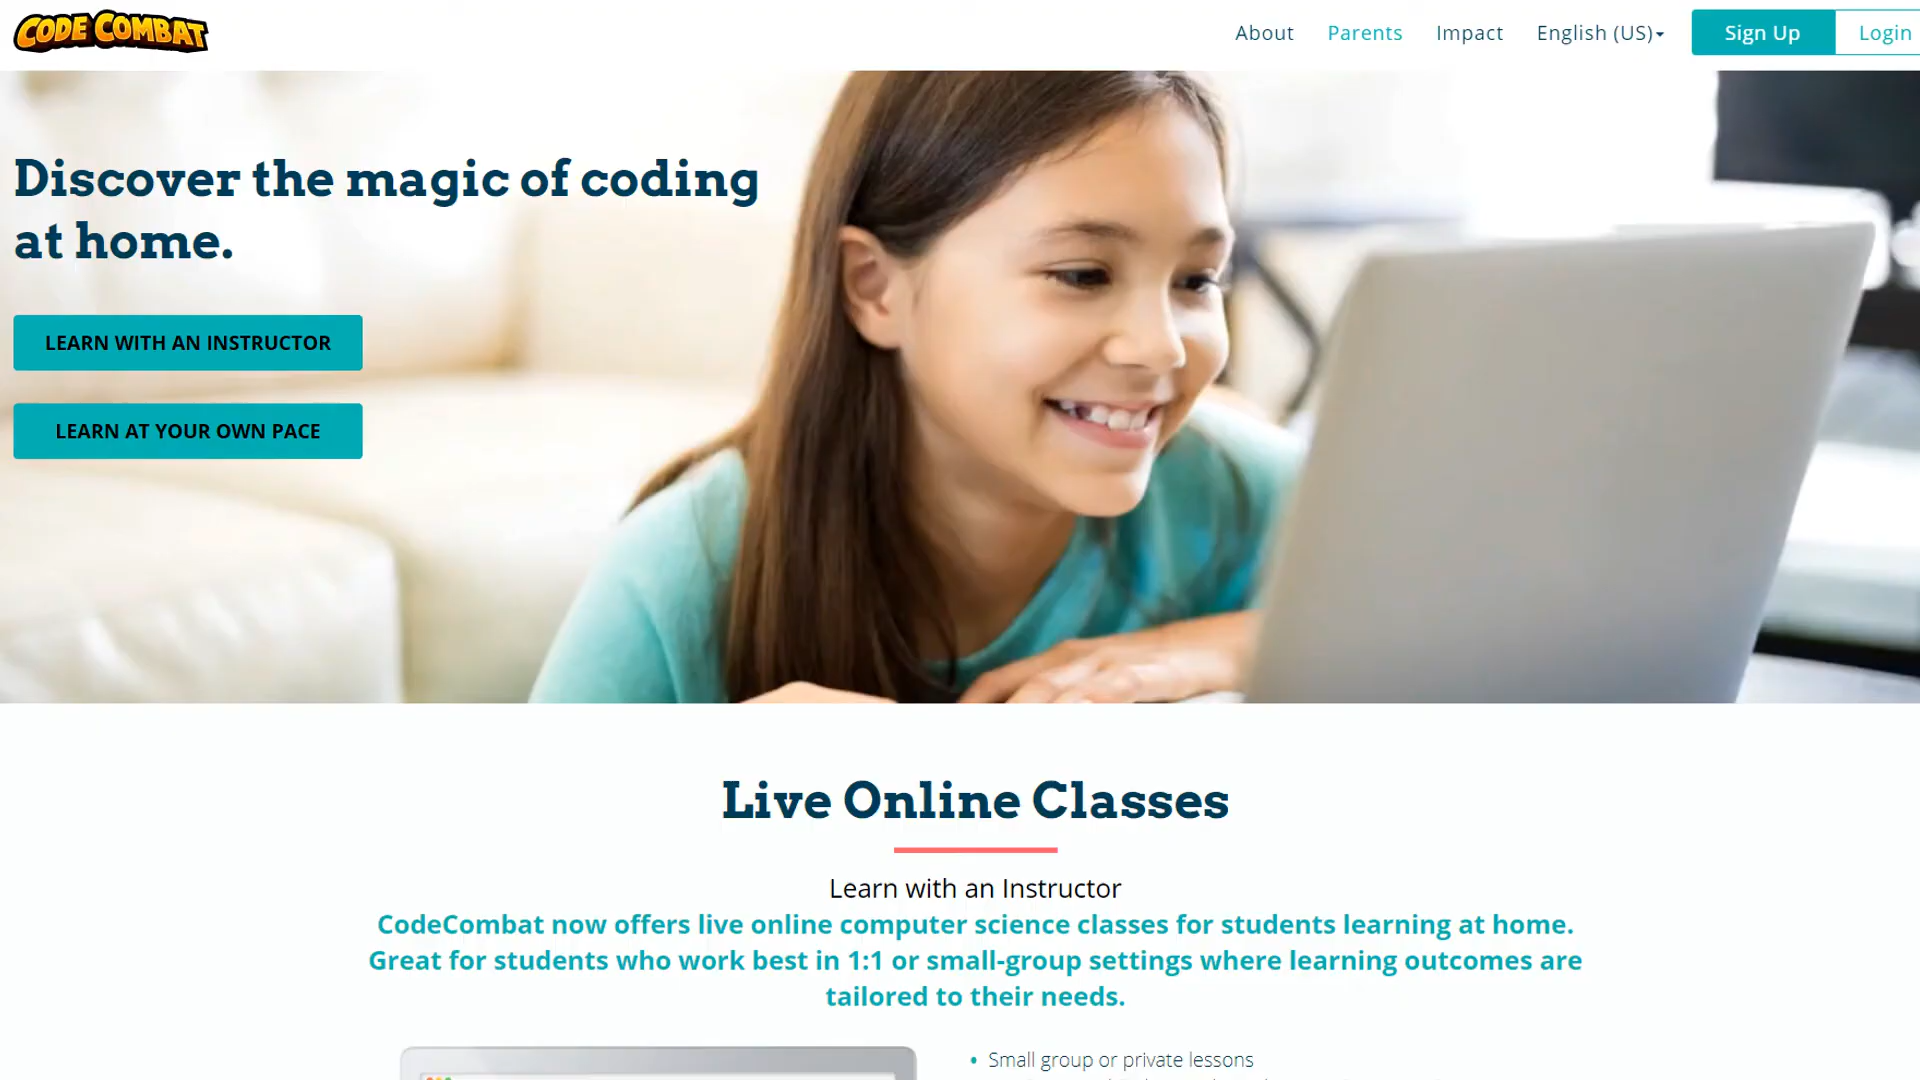 CODE COMBAT
About
Parents
Impact
English (US)
Sign Up
Login
Discover the magic of coding
at home.
LEARN WITH AN INSTRUCTOR
LEARN AT YOUR OWN PACE
Live Online Classes
Learn with an Instructor
CodeCombat now offers live online computer science classes for students learning at home.
Great for students who work best in 1:1 or small-group settings where learning outcomes are
tailored to their needs.
• Small group or private lessons